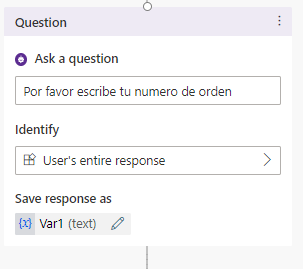 Question
Ask a question
Por favor escribe tu numero de orden
Identify
User's entire response
Save response as
{x} Var1 (text)